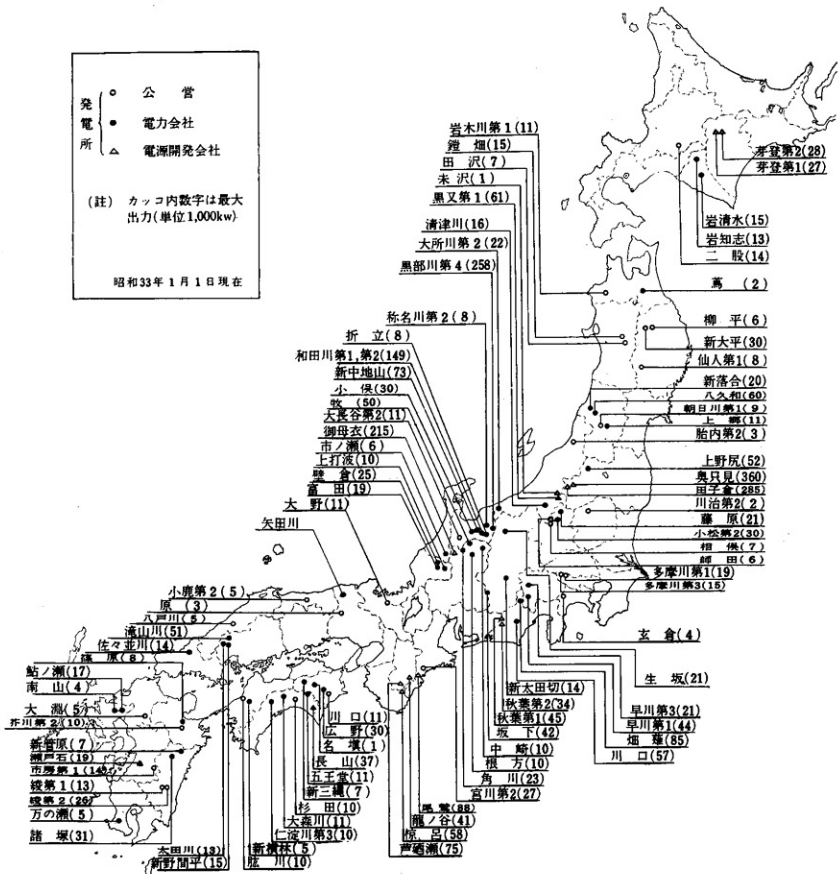 発電所
○ 公営
● 電力会社
△ 電源開発会社
(註) カッコ内数字は最大
出力(単位1,000kw)
昭和33年1月1日現在
岩木川第1(11)
鎧畑(15)
田沢(7)
未沢(1)
黒又第1(61)
清津川(16)
大所川第2(22)
黒部川第4(258)
称名川第2(8)
折立(8)
和田川第1,第2(149)
新中地山(73)
小俣(30)
牧(50)
大長谷第2(11)
御母衣(215)
市ノ瀬(6)
上打波(10)
壁倉(25)
富田(19)
大野(11)
矢田川
小鹿第2(5)
原(3)
八戸川(5)
滝山川(51)
佐々並川(14)
篠原(8)
鮎ノ瀬(17)
南山(4)
大淵(5)
芥川第2(10)
新菅原(7)
瀬戸石(19)
市房第1(14)
綾第1(13)
綾第2(26)
万の瀬(5)
諸塚(31)
芽登第2(28)
芽登第1(27)
岩清水(15)
岩知志(13)
二股(14)
蔦(2)
柳平(6)
新大平(30)
仙人第1(8)
新落合(20)
八久和(60)
朝日川第1(9)
上郷(11)
胎内第2(3)
上野尻(52)
奥只見(360)
田子倉(285)
川治第2(2)
藤原(21)
小松第2(30)
相俣(7)
師田(6)
多摩川第1(19)
多摩川第3(15)
玄倉(4)
生坂(21)
早川第3(21)
早川第1(44)
畑薙(85)
川口(57)
新太田切(14)
秋葉第2(34)
秋葉第1(45)
坂下(42)
中崎(10)
根方(10)
角川(23)
宮川第2(27)
尾鷲(88)
瀧ノ谷(41)
椋呂(58)
芦廼瀬(75)
川口(11)
広野(30)
名塡(1)
長山(37)
五王堂(11)
新三縄(7)
杉田(10)
大森川(11)
仁淀川第3(10)
新横林(5)
肱川(10)
太田川(13)
新野間平(15)